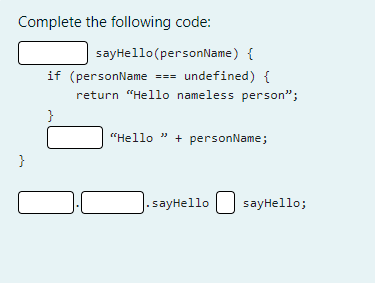 Complete the following code:
sayHello(personName) {
if (personName === undefined) {
return “Hello nameless person”;
}
“Hello ” + personName;
}
. .sayHello sayHello;